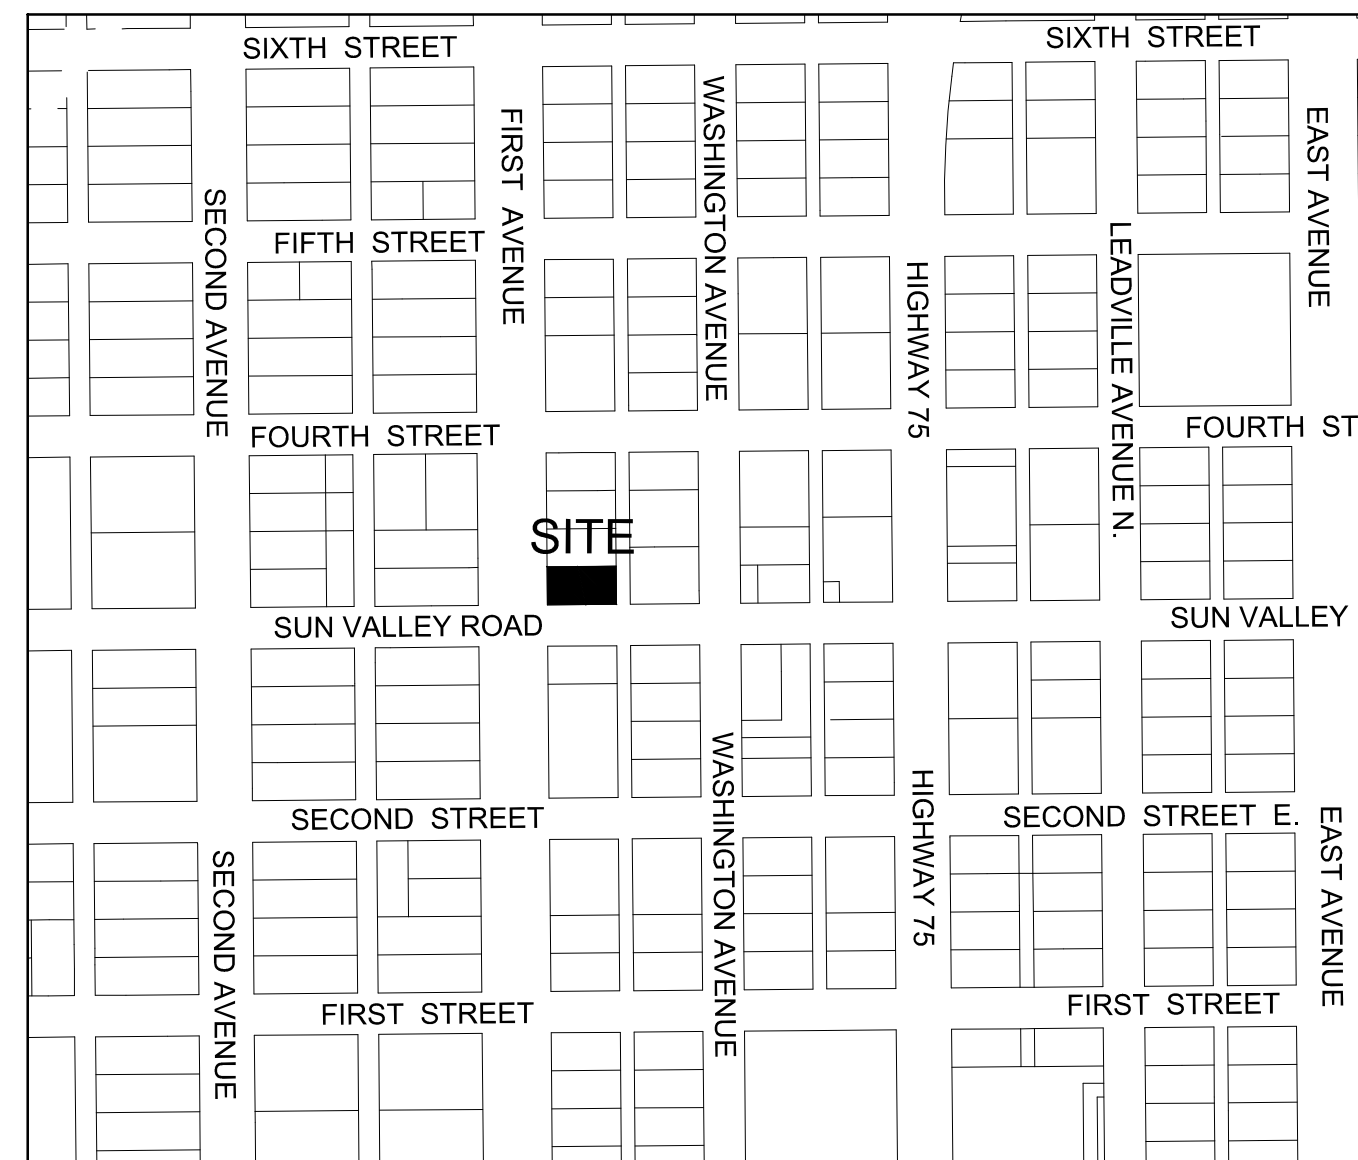 SIXTH STREET
SIXTH STREET
FIRST AVENUE
WASHINGTON AVENUE
EAST AVENUE
SECOND AVENUE
FIFTH STREET
LEADVILLE AVENUE N.
HIGHWAY 75
FOURTH STREET
FOURTH ST
SITE
SUN VALLEY ROAD
SUN VALLEY
WASHINGTON AVENUE
HIGHWAY 75
SECOND STREET
SECOND STREET E.
EAST AVENUE
SECOND AVENUE
FIRST STREET
FIRST STREET